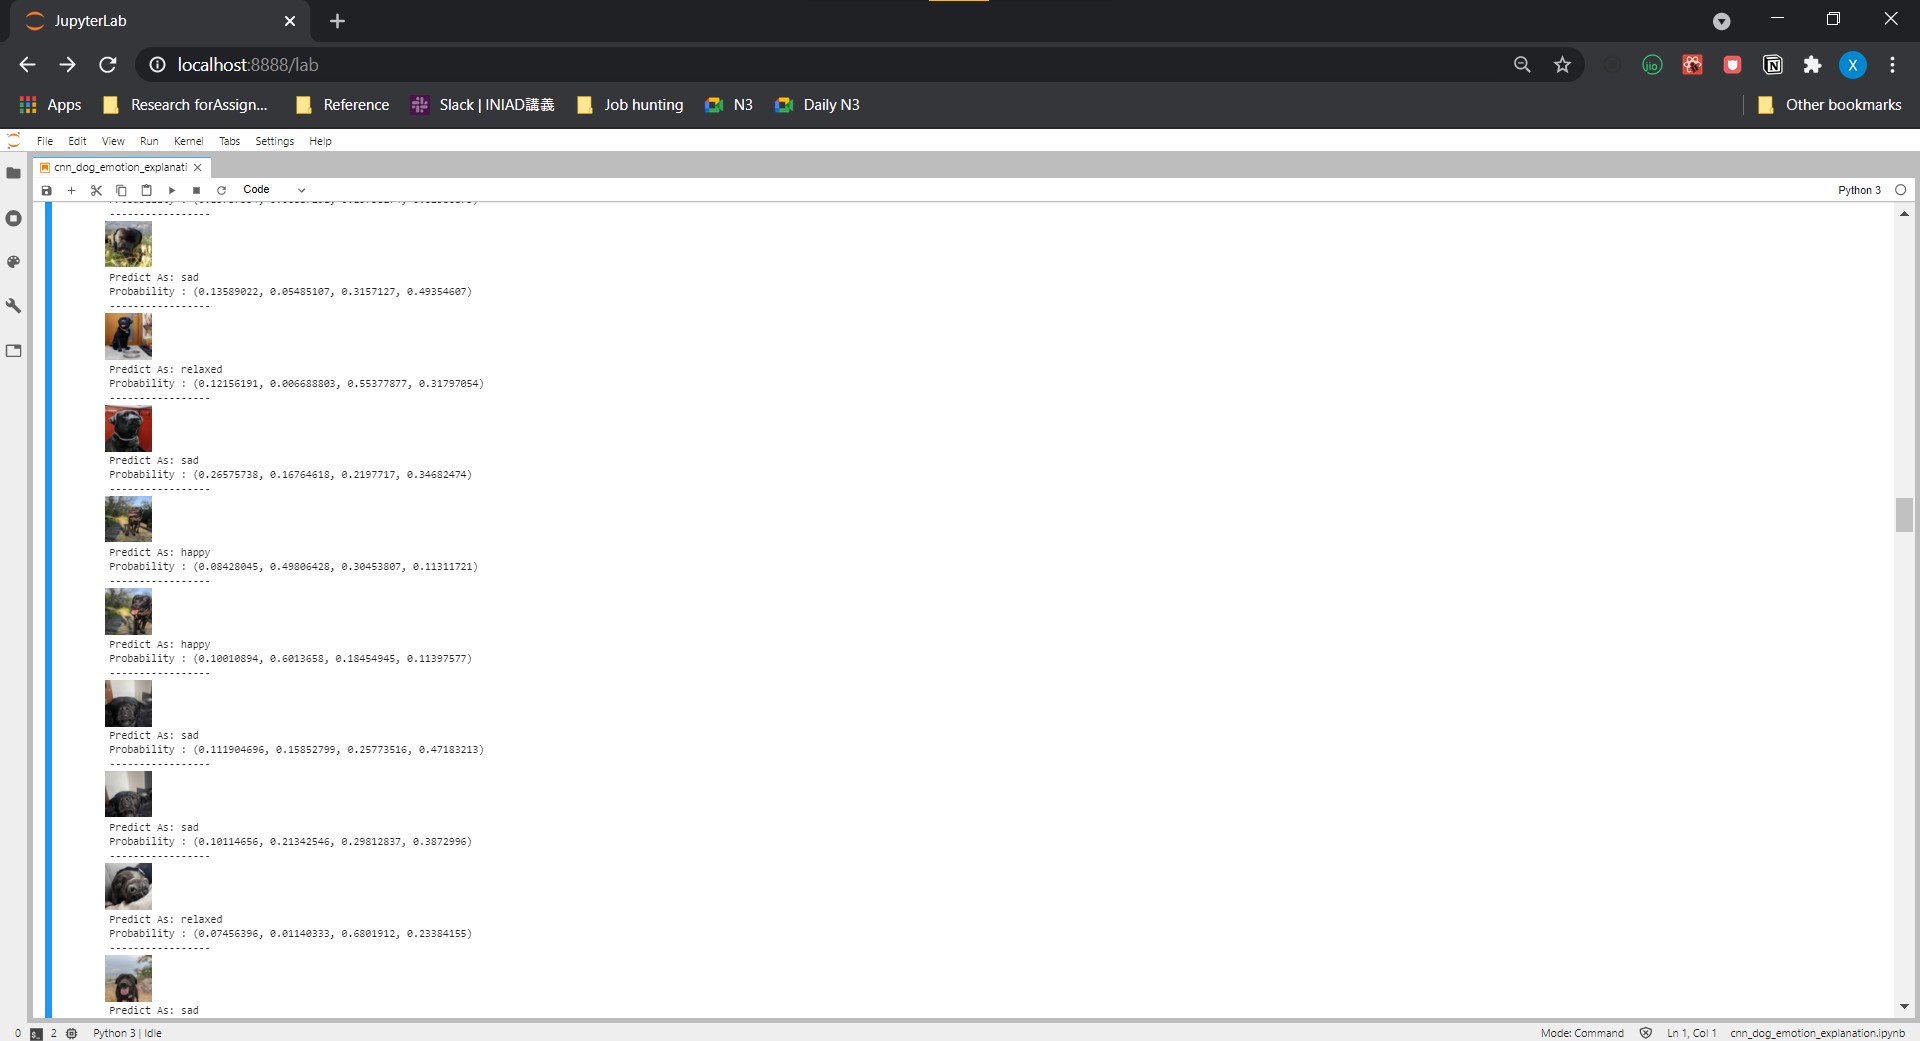 JupyterLab
localhost:8888/lab
jio
X
Apps
Research forAssign...
Reference
Slack | INIAD講義
Job hunting
N3
Daily N3
Other bookmarks
File Edit View Run Kernel Tabs Settings Help
cnn_dog_emotion_explanati
Code
Python 3
-----------------
Predict As: sad
Probability : (0.13589022, 0.05485107, 0.3157127, 0.49354607)
-----------------
Predict As: relaxed
Probability : (0.12156191, 0.006688803, 0.55377877, 0.31797054)
-----------------
Predict As: sad
Probability : (0.26575738, 0.16764618, 0.2197717, 0.34682474)
-----------------
Predict As: happy
Probability : (0.08428045, 0.49806428, 0.30453807, 0.11311721)
-----------------
Predict As: happy
Probability : (0.10010894, 0.6013658, 0.18454945, 0.11397577)
-----------------
Predict As: sad
Probability : (0.111904696, 0.15852799, 0.25773516, 0.47183213)
-----------------
Predict As: sad
Probability : (0.10114656, 0.21342546, 0.29812837, 0.3872996)
-----------------
Predict As: relaxed
Probability : (0.07456396, 0.01140333, 0.6801912, 0.23384155)
-----------------
Predict As: sad
0 2 Python 3 | Idle
Mode: Command Ln 1, Col 1 cnn_dog_emotion_explanation.ipynb